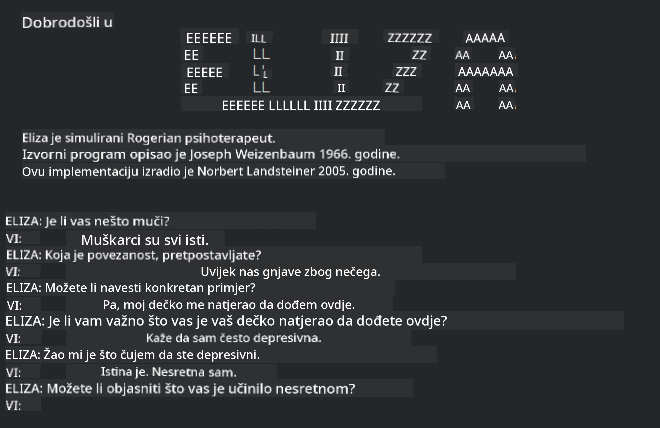 Dobrodošli u
EEEEEE ILL IIII ZZZZZZ AAAAA
EE LL II ZZ AA AA
EEEEE LL II ZZZ AAAAAAA
EE LL II ZZ AA AA
EEEEEE LLLLLL IIII ZZZZZZ AA AA
Eliza je simulirani Rogerian psihoterapeut.
Izvorni program opisao je Joseph Weizenbaum 1966. godine.
Ovu implementaciju izradio je Norbert Landsteiner 2005. godine.
ELIZA: Je li vas nešto muči?
VI: Muškarci su svi isti.
ELIZA: Koja je povezanost, pretpostavljate?
VI: Uvijek nas gnjave zbog nečega.
ELIZA: Možete li navesti konkretan primjer?
VI: Pa, moj dečko me natjerao da dođem ovdje.
ELIZA: Je li vam važno što vas je vaš dečko natjerao da dođete ovdje?
VI: Kaže da sam često depresivna.
ELIZA: Žao mi je što čujem da ste depresivni.
VI: Istina je. Nesretna sam.
ELIZA: Možete li objasniti što vas je učinilo nesretnom?
VI: